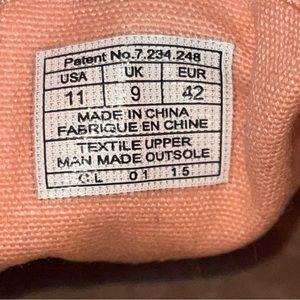 Patent No.7.234.248
USA UK EUR
11 9 42
MADE IN CHINA
FABRIQUE EN CHINE
TEXTILE UPPER
MAN MADE OUTSOLE
CL 01 15